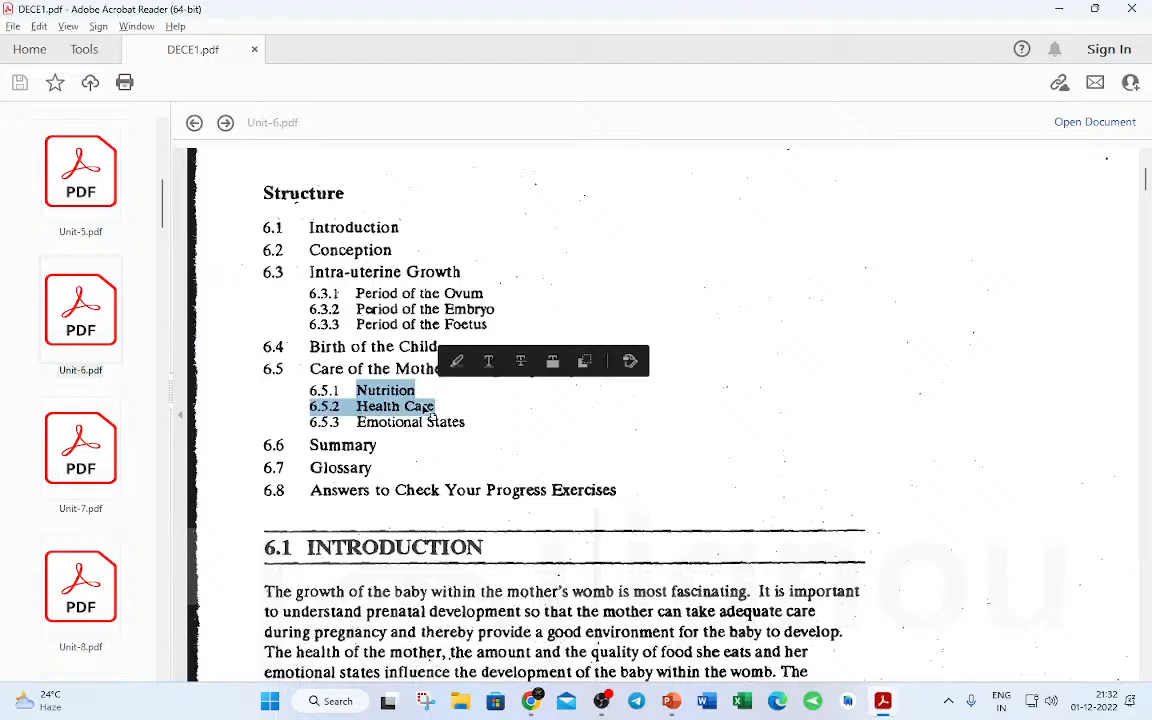 DECE1.pdf - Adobe Acrobat Reader (64-bit)
File Edit View Sign Window Help
Home Tools DECE1.pdf × Sign In
Unit-6.pdf Open Document
PDF
Unit-5.pdf
PDF
Unit-6.pdf
PDF
Unit-7.pdf
PDF
Unit-8.pdf
Structure
6.1 Introduction
6.2 Conception
6.3 Intra-uterine Growth
6.3.1 Period of the Ovum
6.3.2 Period of the Embryo
6.3.3 Period of the Foetus
6.4 Birth of the Child
6.5 Care of the Mothe
6.5.1 Nutrition
6.5.2 Health Care
6.5.3 Emotional States
6.6 Summary
6.7 Glossary
6.8 Answers to Check Your Progress Exercises
6.1 INTRODUCTION
The growth of the baby within the mother's womb is most fascinating. It is important
to understand prenatal development so that the mother can take adequate care
during pregnancy and thereby provide a good environment for the baby to develop.
The health of the mother, the amount and the quality of food she eats and her
emotional states influence the development of the baby within the womb. The
24°C
Haze
Search
ENG
IN
21:32
01-12-2022